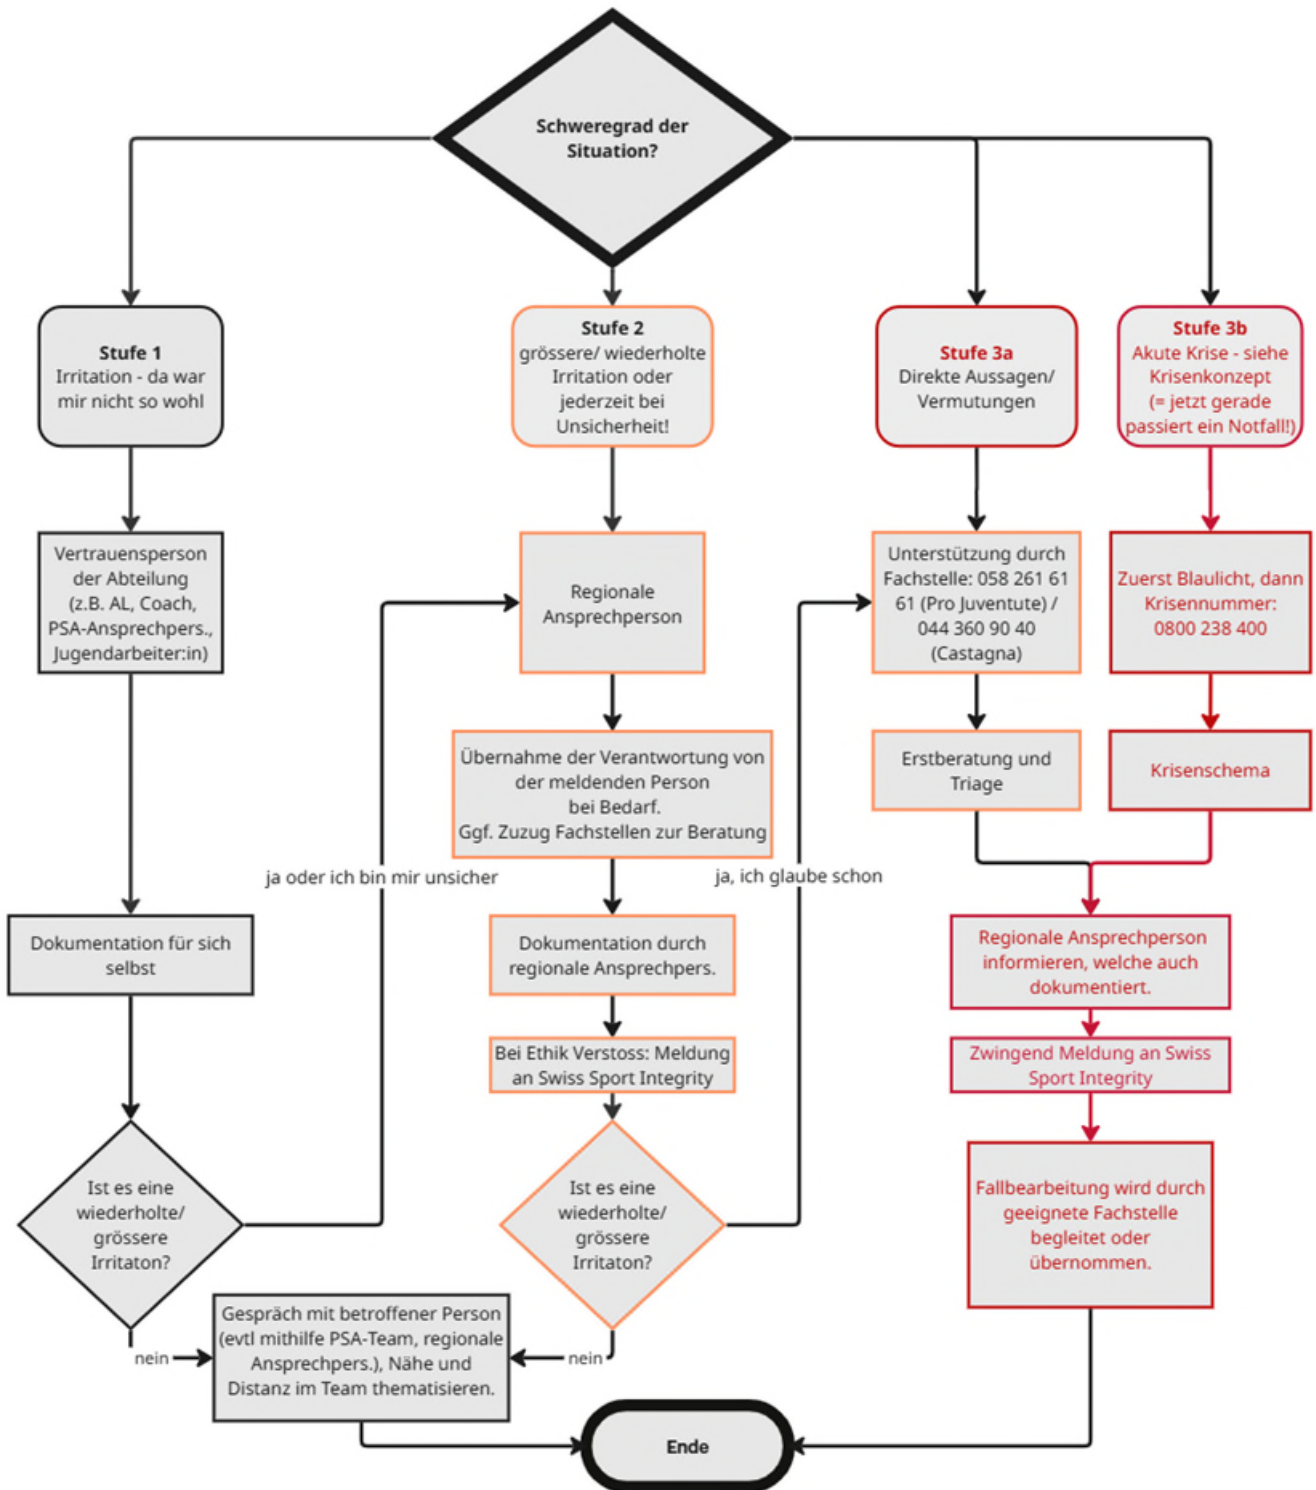 Schweregrad der
Situation?
Stufe 1
Irritation - da war
mir nicht so wohl
Stufe 2
grössere/ wiederholte
Irritation oder
jederzeit bei
Unsicherheit!
Stufe 3a
Direkte Aussagen/
Vermutungen
Stufe 3b
Akute Krise - siehe
Krisenkonzept
(= jetzt gerade
passiert ein Notfall!)
Vertrauensperson
der Abteilung
(z.B. AL, Coach,
PSA-Ansprechpers.,
Jugendarbeiter:in)
Regionale
Ansprechperson
Unterstützung durch
Fachstelle: 058 261 61
61 (Pro Juventute) /
044 360 90 40
(Castagna)
Zuerst Blaulicht, dann
Krisennummer:
0800 238 400
Übernahme der Verantwortung von
der meldenden Person
bei Bedarf.
Ggf. Zuzug Fachstellen zur Beratung
Erstberatung und
Triage
Krisenschema
ja oder ich bin mir unsicher
ja, ich glaube schon
Dokumentation für sich
selbst
Dokumentation durch
regionale Ansprechpers.
Regionale Ansprechperson
informieren, welche auch
dokumentiert.
Bei Ethik Verstoss: Meldung
an Swiss Sport Integrity
Zwingend Meldung an Swiss
Sport Integrity
Ist es eine
wiederholte/
grössere
Irritaton?
Ist es eine
wiederholte/
grössere
Irritaton?
Fallbearbeitung wird durch
geeignete Fachstelle
begleitet oder
übernommen.
nein
Gespräch mit betroffener Person
(evtl mithilfe PSA-Team, regionale
Ansprechpers.), Nähe und
Distanz im Team thematisieren.
nein
Ende